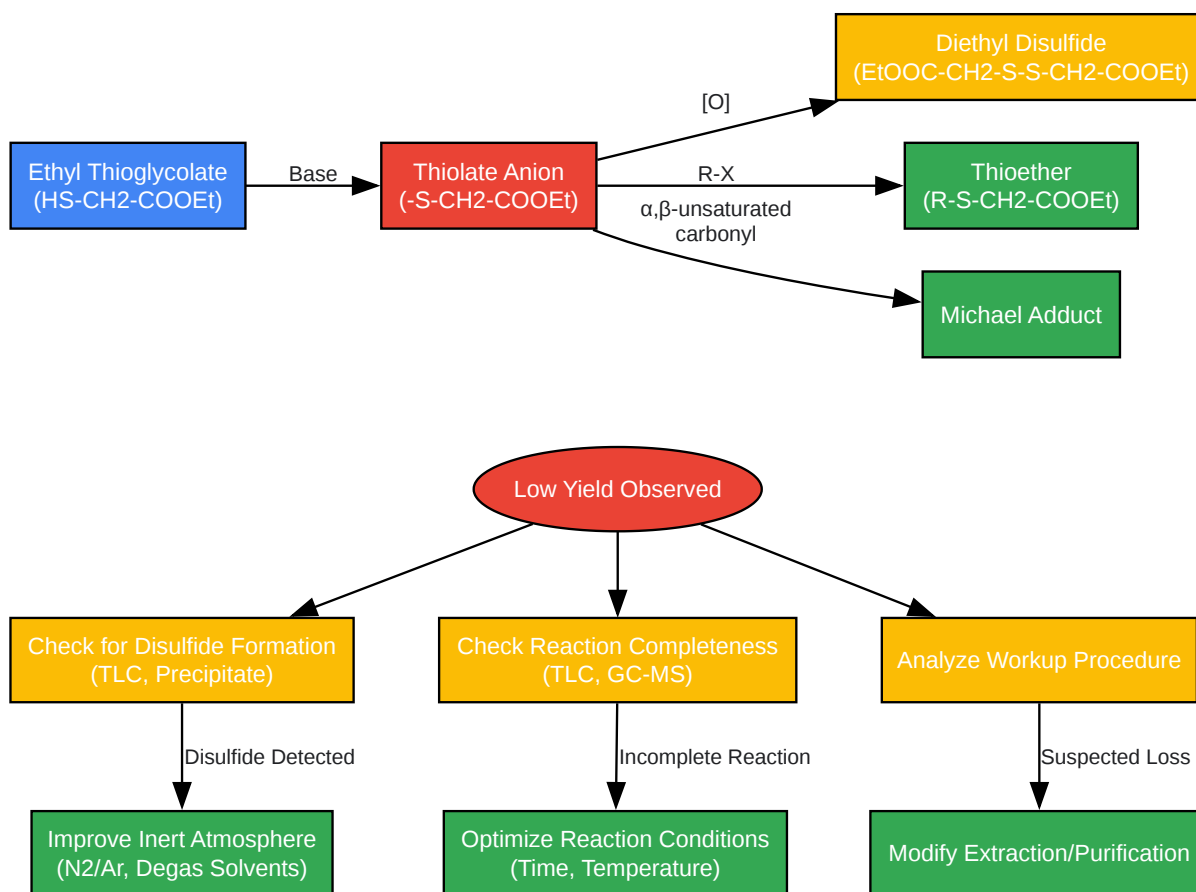 Diethyl Disulfide
(EtOOC-CH2-S-S-CH2-COOEt)
[O]
Ethyl Thioglycolate
(HS-CH2-COOEt)
Base
Thiolate Anion
(-S-CH2-COOEt)
R-X
Thioether
(R-S-CH2-COOEt)
α,β-unsaturated
carbonyl
Michael Adduct
Low Yield Observed
Check for Disulfide Formation
(TLC, Precipitate)
Check Reaction Completeness
(TLC, GC-MS)
Analyze Workup Procedure
Disulfide Detected
Incomplete Reaction
Suspected Loss
Improve Inert Atmosphere
(N2/Ar, Degas Solvents)
Optimize Reaction Conditions
(Time, Temperature)
Modify Extraction/Purification